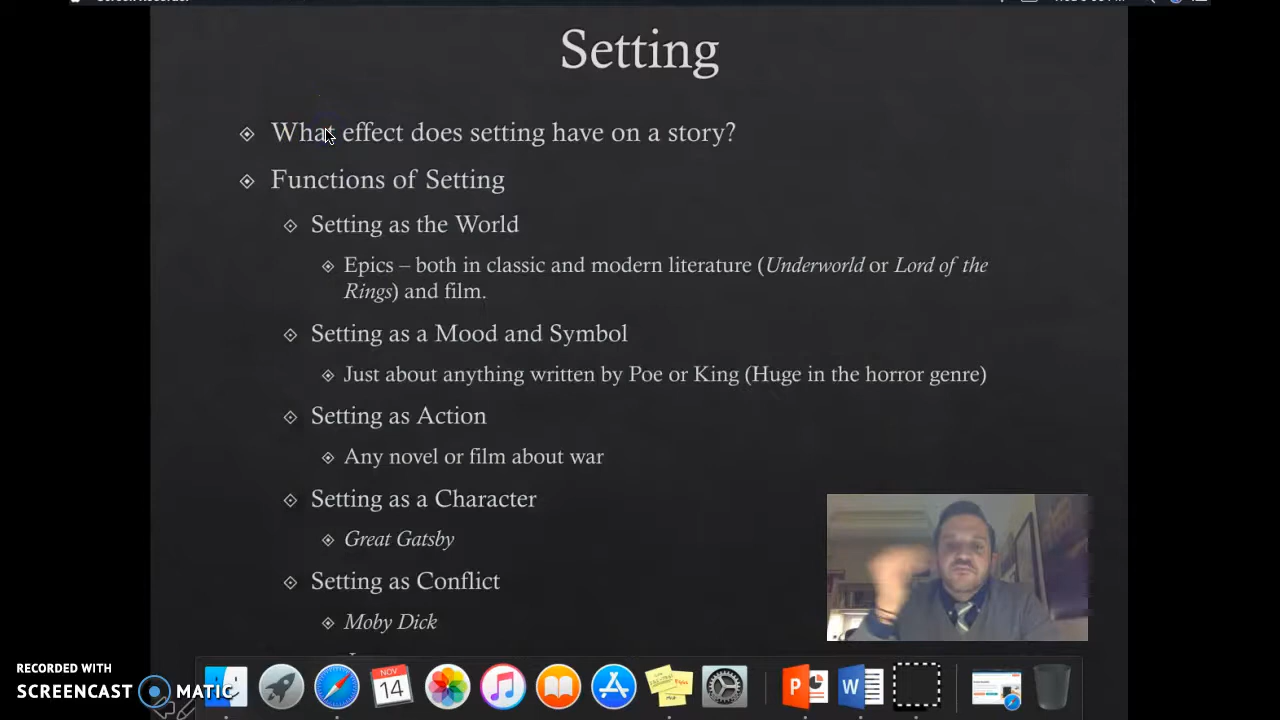 Setting
What effect does setting have on a story?
Functions of Setting
Setting as the World
Epics – both in classic and modern literature (Underworld or Lord of the
Rings) and film.
Setting as a Mood and Symbol
Just about anything written by Poe or King (Huge in the horror genre)
Setting as Action
Any novel or film about war
Setting as a Character
Great Gatsby
Setting as Conflict
Moby Dick
RECORDED WITH
SCREENCAST MATIC
NOV
14
P
W